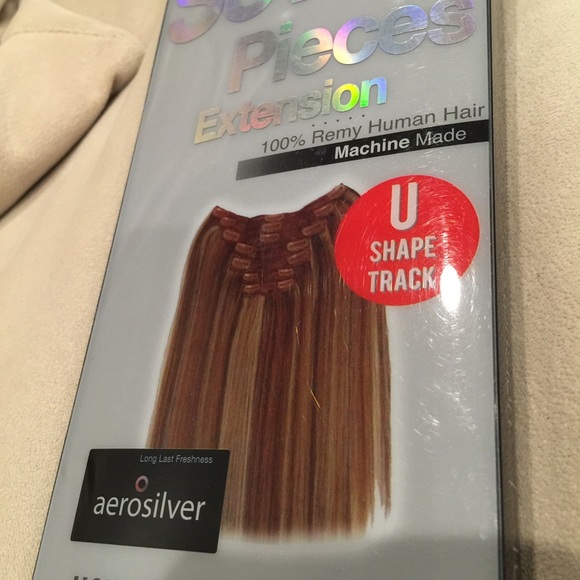 Pieces
Extension
100% Remy Human Hair
Machine Made
U
SHAPE
TRACK
Long Last Freshness
aerosilver